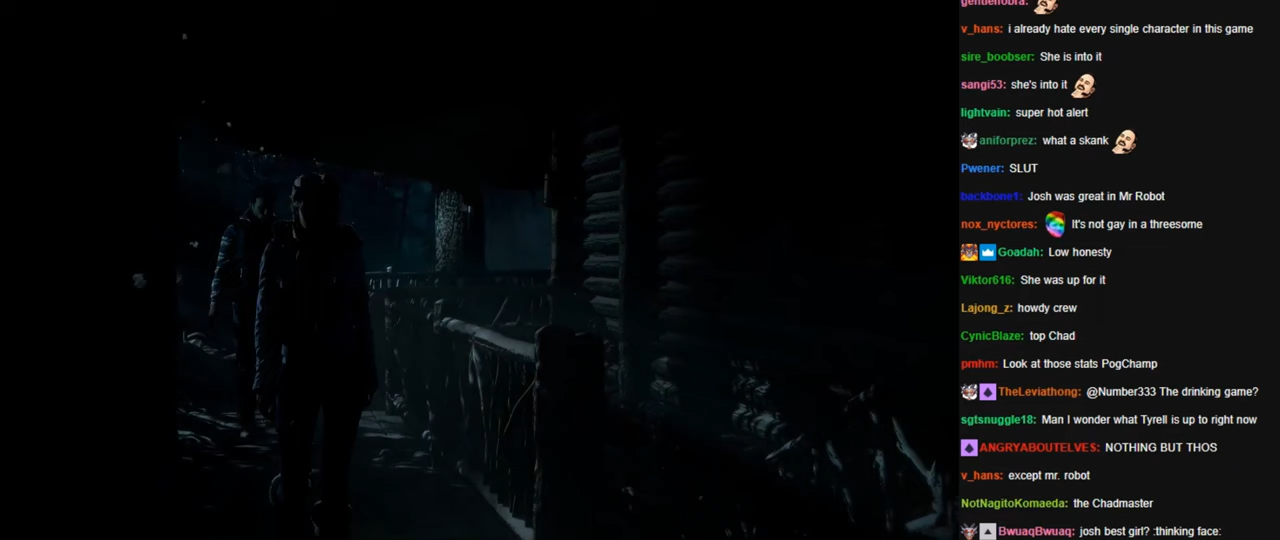 gentlenobra:
v_hans: i already hate every single character in this game
sire_boobser: She is into it
sangi53: she's into it
lightvain: super hot alert
aniforprez: what a skank
Pwener: SLUT
backbone1: Josh was great in Mr Robot
nox_nyctores: It's not gay in a threesome
Goadah: Low honesty
Viktor616: She was up for it
Lajong_z: howdy crew
CynicBlaze: top Chad
pmhm: Look at those stats PogChamp
TheLeviathong: @Number333 The drinking game?
sgtsnuggle18: Man I wonder what Tyrell is up to right now
ANGRYABOUTELVES: NOTHING BUT THOS
v_hans: except mr. robot
NotNagitoKomaeda: the Chadmaster
BwuaqBwuaq: josh best girl? :thinking face: